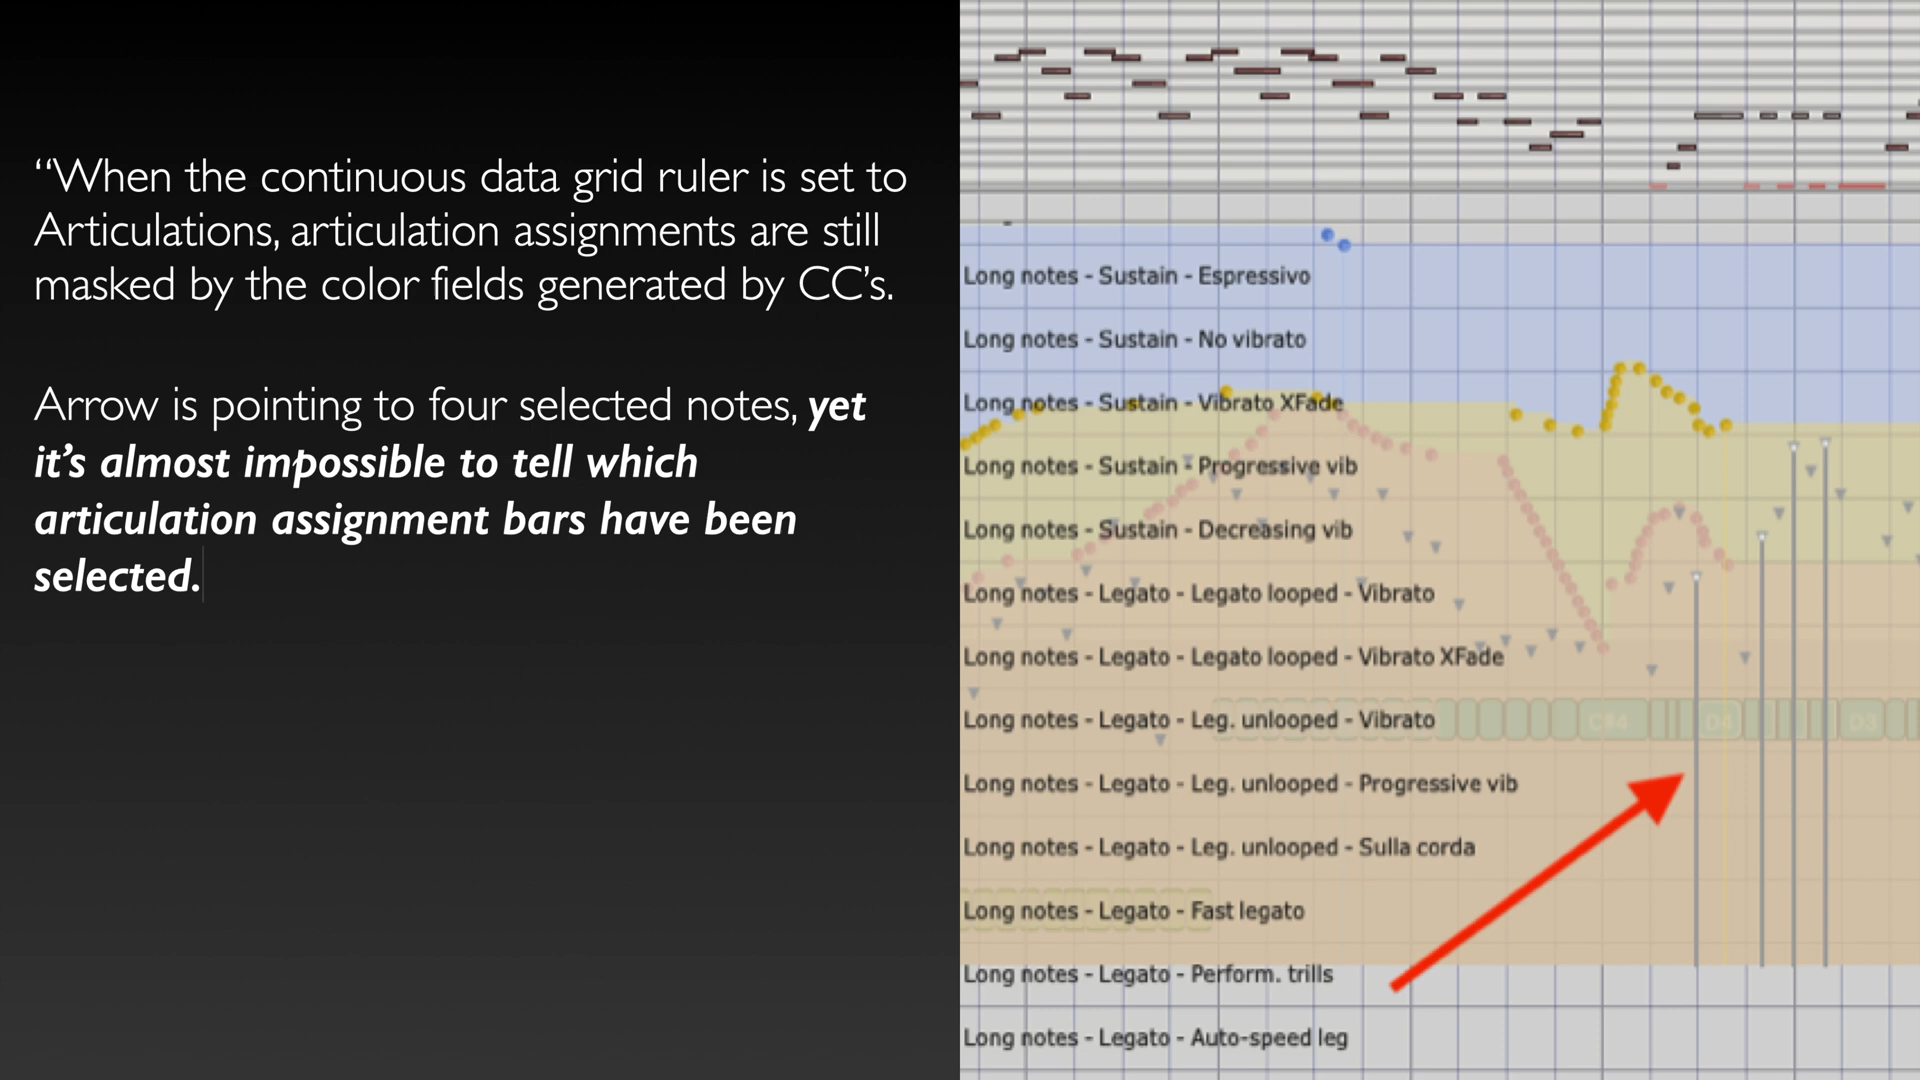 “When the continuous data grid ruler is set to
Articulations, articulation assignments are still
masked by the color fields generated by CC’s.
Arrow is pointing to four selected notes, yet
it’s almost impossible to tell which
articulation assignment bars have been
selected.
Long notes - Sustain - Espressivo
Long notes - Sustain - No vibrato
Long notes - Sustain - Vibrato XFade
Long notes - Sustain - Progressive vib
Long notes - Sustain - Decreasing vib
Long notes - Legato - Legato looped - Vibrato
Long notes - Legato - Legato looped - Vibrato XFade
Long notes - Legato - Leg. unlooped - Vibrato
C#4 D4 D3
Long notes - Legato - Leg. unlooped - Progressive vib
Long notes - Legato - Leg. unlooped - Sulla corda
Long notes - Legato - Fast legato
Long notes - Legato - Perform. trills
Long notes - Legato - Auto-speed leg